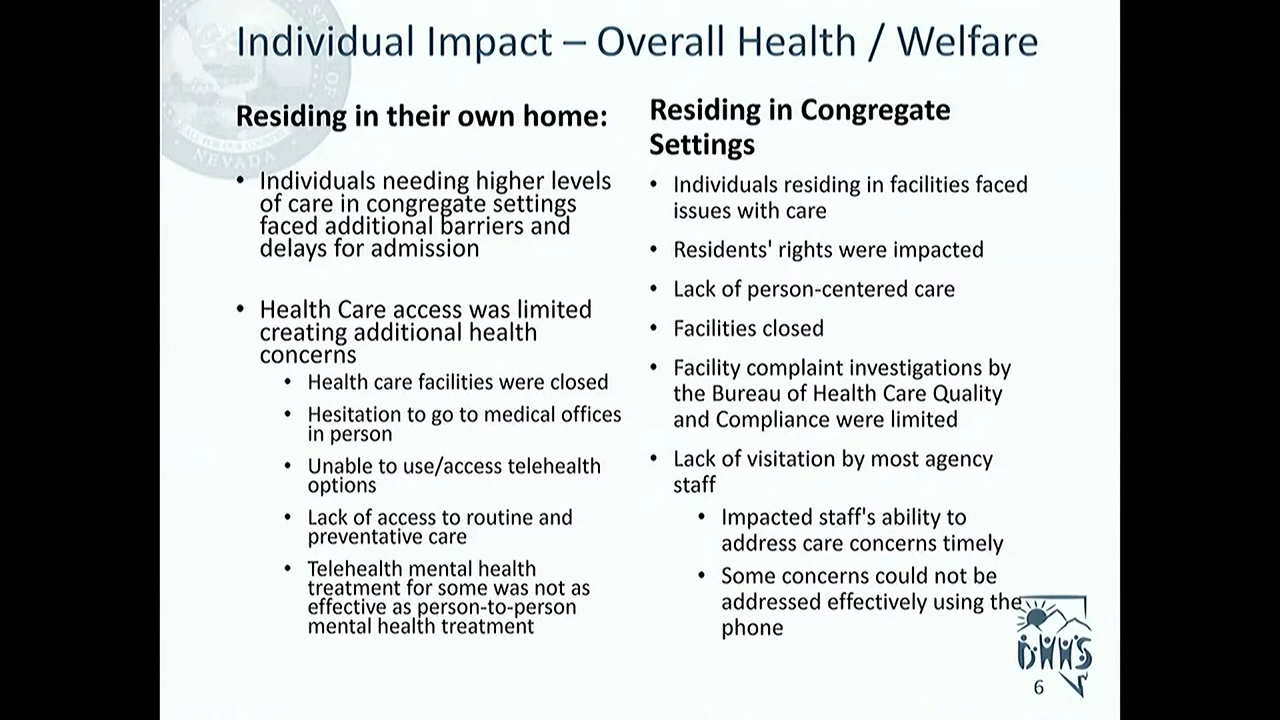 Individual Impact – Overall Health / Welfare
Residing in their own home:
• Individuals needing higher levels
of care in congregate settings
faced additional barriers and
delays for admission
• Health Care access was limited
creating additional health
concerns
• Health care facilities were closed
• Hesitation to go to medical offices
in person
• Unable to use/access telehealth
options
• Lack of access to routine and
preventative care
• Telehealth mental health
treatment for some was not as
effective as person-to-person
mental health treatment
Residing in Congregate
Settings
• Individuals residing in facilities faced
issues with care
• Residents' rights were impacted
• Lack of person-centered care
• Facilities closed
• Facility complaint investigations by
the Bureau of Health Care Quality
and Compliance were limited
• Lack of visitation by most agency
staff
• Impacted staff's ability to
address care concerns timely
• Some concerns could not be
addressed effectively using the
phone
DHHS
6
NEVADA